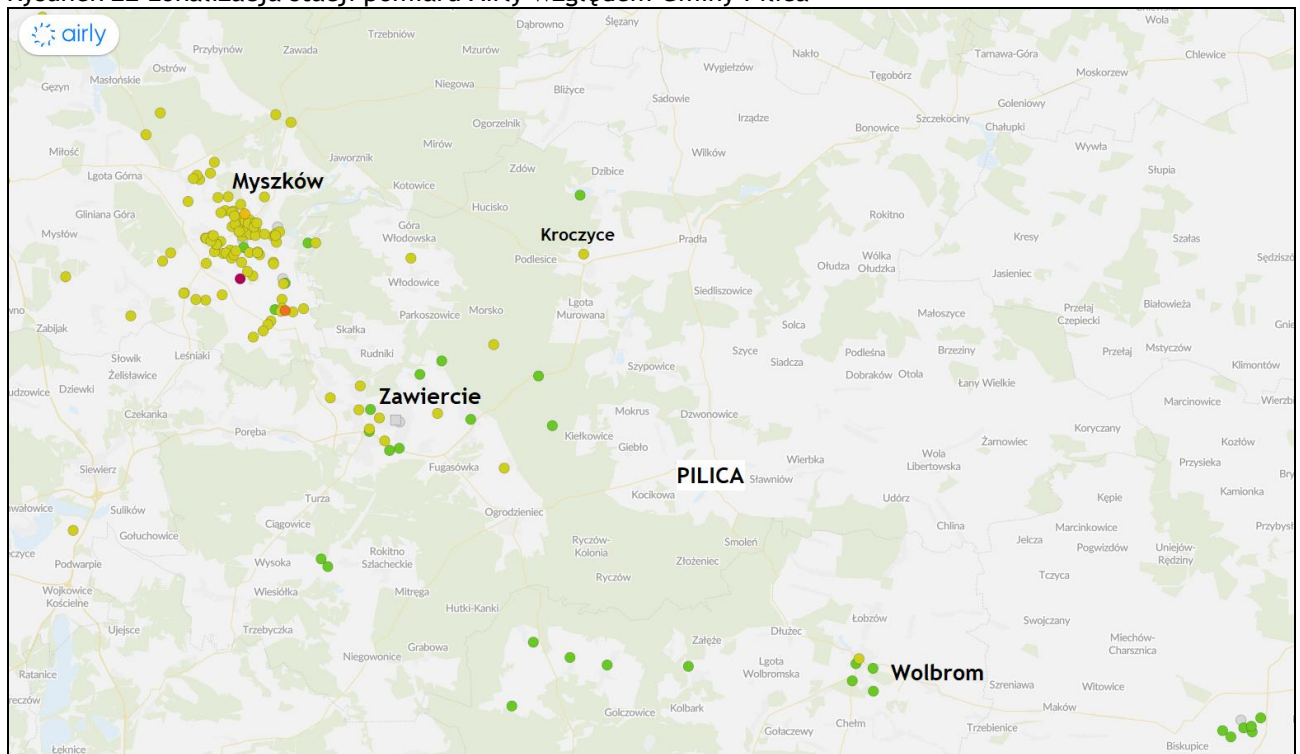 airly
Dąbrowno
Ślęzany
Wola
Trzebniów
Przybynów
Zawada
Mzurów
Nakło
Tarnawa-Góra
Chlewice
Ostrów
Wygiełzów
Tęgobórz
Moskorzew
Gęzyn
Masłońskie
Niegowa
Bliżyce
Sadowie
Goleniowy
Irządze
Szczekociny
Chałupki
Bonowice
Ogorzelnik
Mirów
Wywła
Miłość
Jaworznik
Wilków
Zdów
Dzibice
Słupia
Lgota Górna
Myszków
Kotowice
Hucisko
Gliniana Góra
Rokitno
Góra
Włodowska
Kroczyce
Pradła
Kresy
Szałas
Mysłów
Podlesice
Wólka
Ołudzka
Ołudza
Sędzisz
Jasieniec
Włodowice
Siedliszowice
Lgota
Murowana
Białowieża
Przełaj
Czepiecki
Parkoszowice
Morsko
Małoszyce
Zabijak
Skałka
Solca
Gnie
Rudniki
Szyce
Siadcza
Podleśna
Brzeziny
Przełaj
Mstyczów
Słowik
Leśniaki
Szypowice
Klimontów
Żelisławice
Dobraków
Otola
Łany Wielkie
udzowice
Dziewki
Zawiercie
Marcinowice
Wierzb
Czekanka
Mokrus
Dzwonowice
Poręba
Kiełkowice
Koryczany
Giebło
Żarnowiec
Kozłów
Wierbka
Wola
Libertowska
Przysieka
Siewierz
Fugasówka
PILICA
Sławniów
Bry
Turza
Kocikowa
Udórz
Kępie
Kamionka
Sulików
Ogrodzieniec
Ciągowice
Chlina
Marcinkowice
Przybys
Gołuchowice
Ryczów-
Kolonia
Smoleń
Jelcza
Pogwizdów
Uniejów-
Rędziny
Rokitno
Szlacheckie
Podwarpie
Wysoka
Złożeniec
Ryczów
Tczyca
Wojkowice
Kościelne
Wiesiółka
Mitręga
Hutki-Kanki
Łobzów
Swojczany
Ujejsce
Trzebyczka
Dłużec
Załęże
Miechów-
Charsznica
Grabowa
Niegowonice
Lgota
Wolbromska
Ratanice
Wolbrom
Szreniawa
Witowice
Golczowice
Kolbark
Maków
Gołaczewy
Chełm
Trzebienice
Biskupice
Łęknice